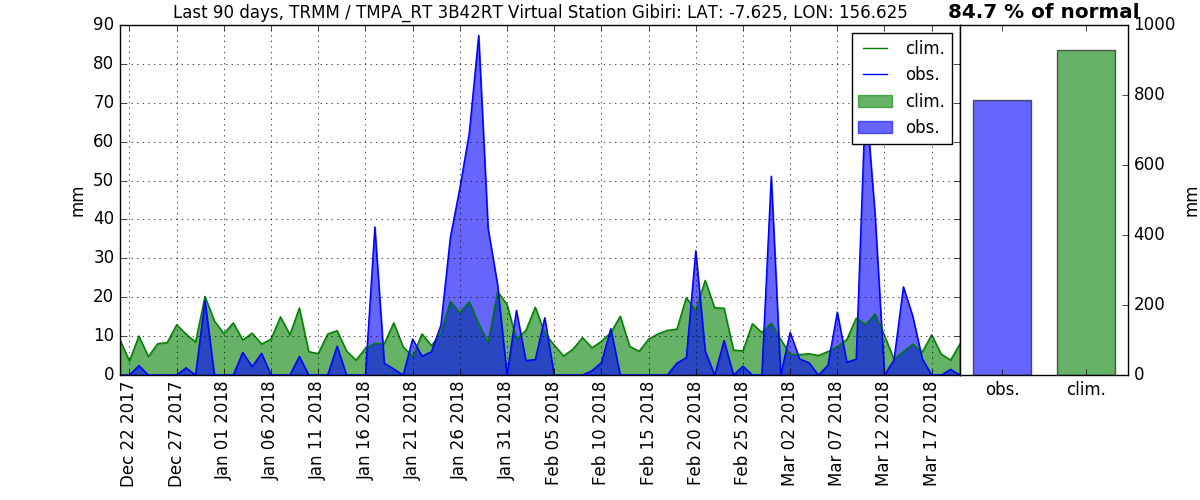 Last 90 days, TRMM / TMPA_RT 3B42RT Virtual Station Gibiri: LAT: -7.625, LON: 156.625
84.7 % of normal
90
80
70
60
50
40
30
20
10
0
mm
clim.
obs.
clim.
obs.
1000
800
600
400
200
0
mm
obs.
clim.
Dec 22 2017
Dec 27 2017
Jan 01 2018
Jan 06 2018
Jan 11 2018
Jan 16 2018
Jan 21 2018
Jan 26 2018
Jan 31 2018
Feb 05 2018
Feb 10 2018
Feb 15 2018
Feb 20 2018
Feb 25 2018
Mar 02 2018
Mar 07 2018
Mar 12 2018
Mar 17 2018